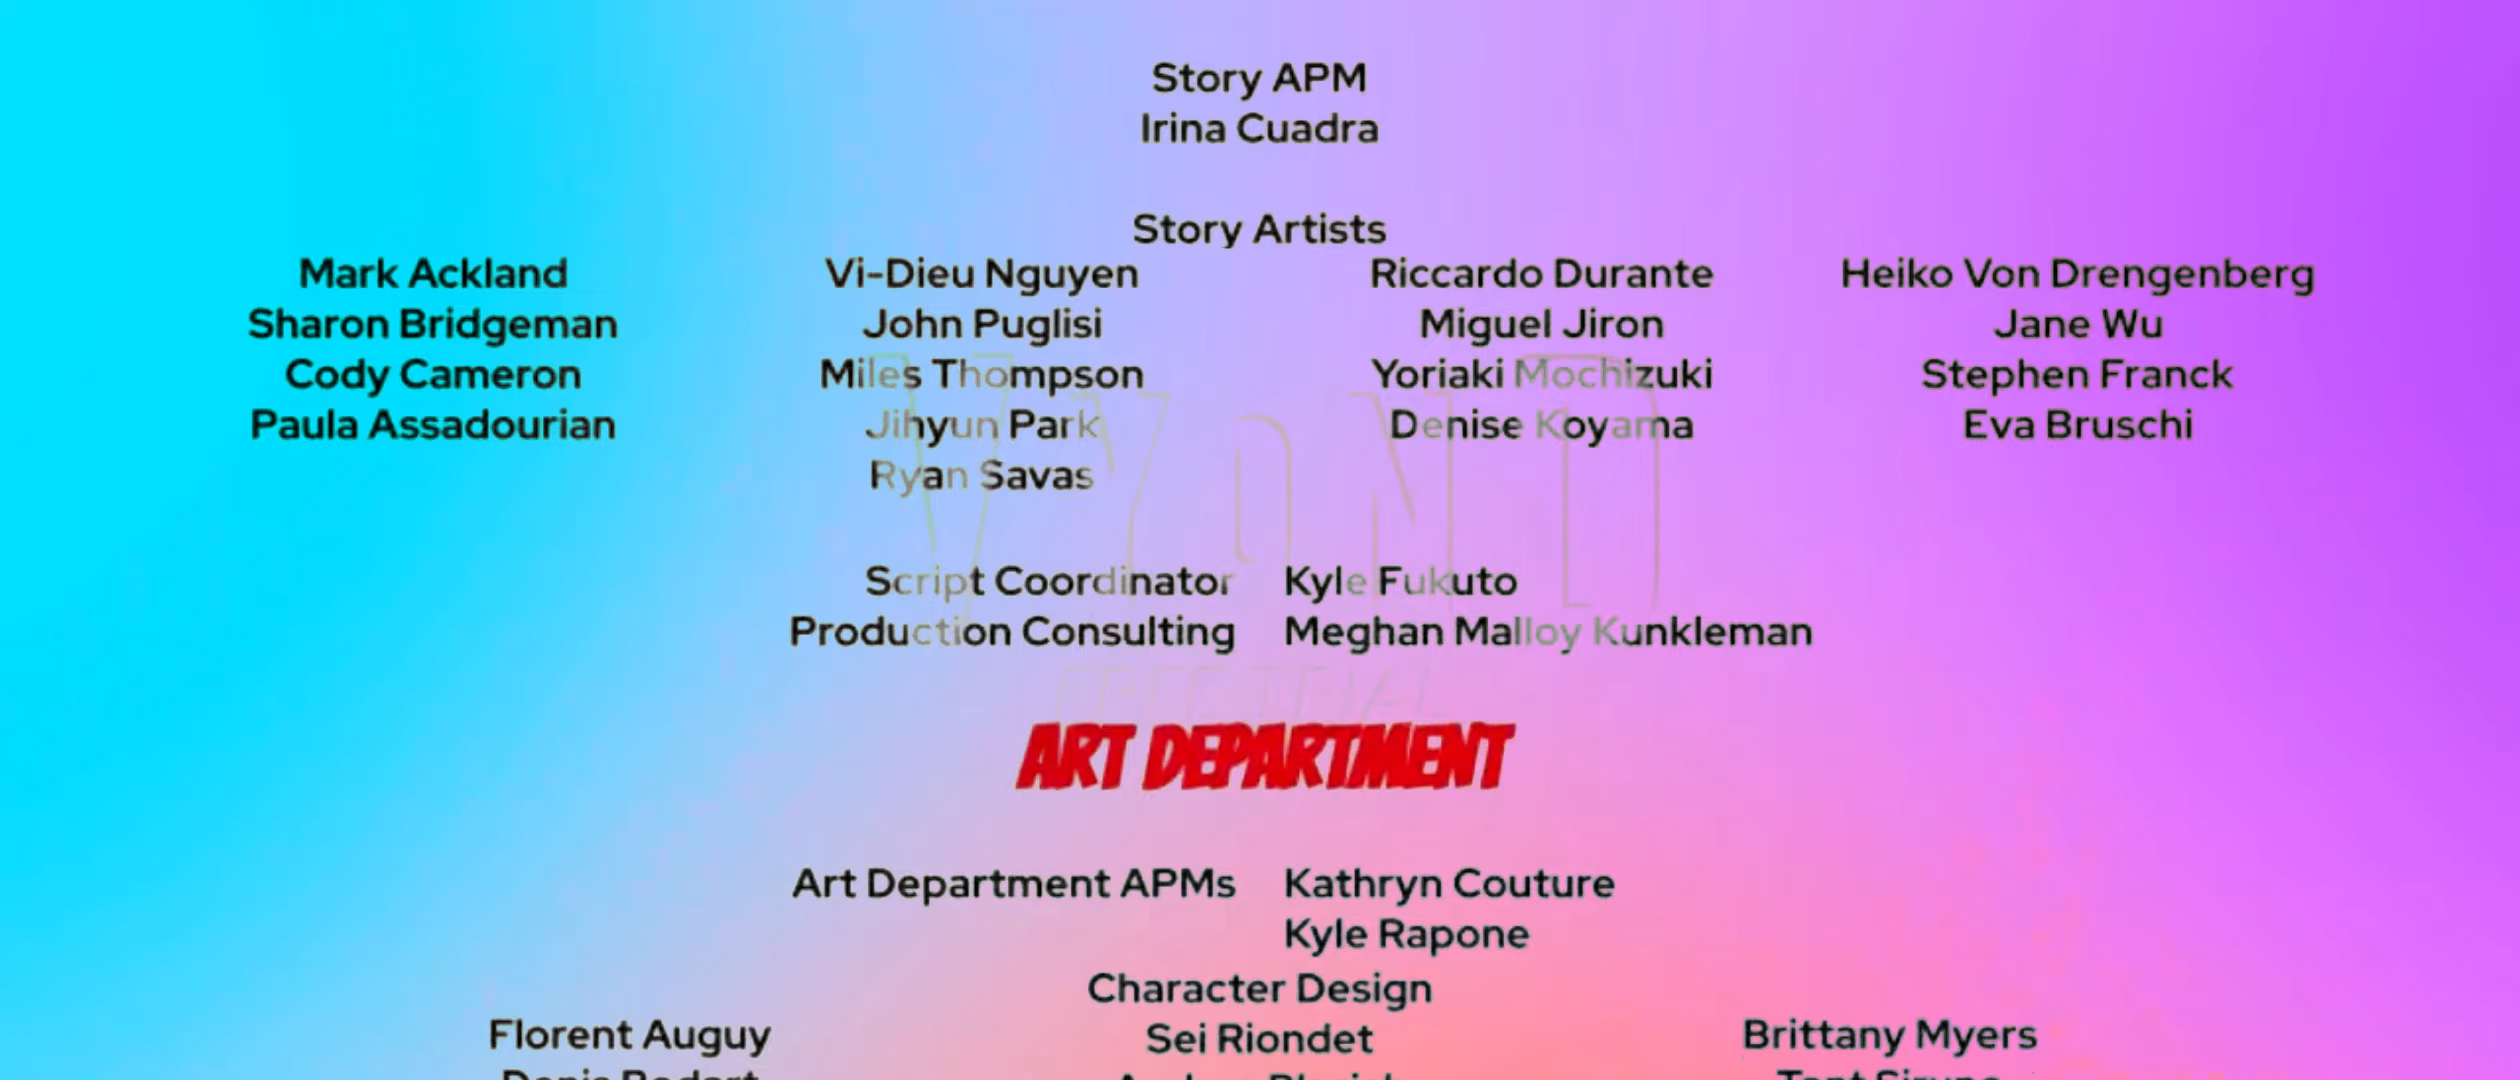 Story APM
Irina Cuadra
Story Artists
Mark Ackland Vi-Dieu Nguyen Riccardo Durante Heiko Von Drengenberg
Sharon Bridgeman John Puglisi Miguel Jiron Jane Wu
Cody Cameron Miles Thompson Yoriaki Mochizuki Stephen Franck
Paula Assadourian Jihyun Park Denise Koyama Eva Bruschi
Ryan Savas
VYOND
Script Coordinator Kyle Fukuto
Production Consulting Meghan Malloy Kunkleman
FREE TRIAL
ART DEPARTMENT
Art Department APMs Kathryn Couture
Kyle Rapone
Character Design
Florent Auguy Sei Riondet Brittany Myers